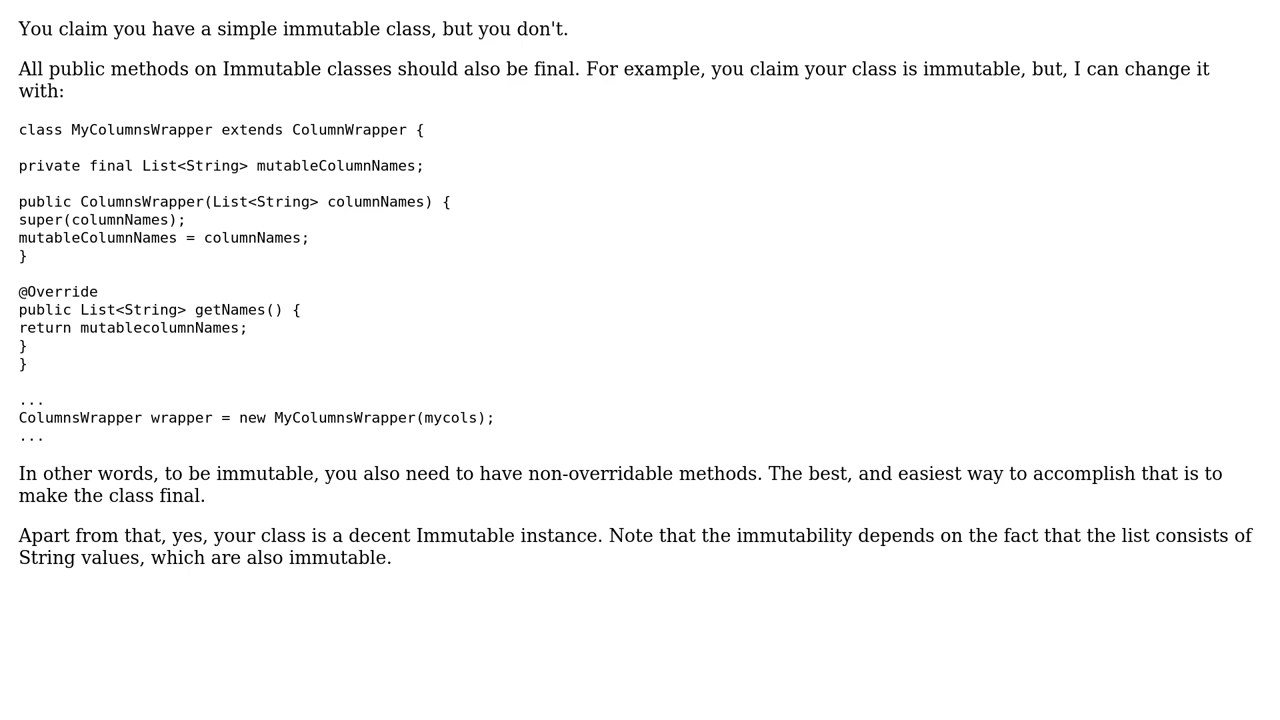 You claim you have a simple immutable class, but you don't.
All public methods on Immutable classes should also be final. For example, you claim your class is immutable, but, I can change it
with:
class MyColumnsWrapper extends ColumnWrapper {
private final List<String> mutableColumnNames;
public ColumnsWrapper(List<String> columnNames) {
super(columnNames);
mutableColumnNames = columnNames;
}
@Override
public List<String> getNames() {
return mutablecolumnNames;
}
}
...
ColumnsWrapper wrapper = new MyColumnsWrapper(mycols);
...
In other words, to be immutable, you also need to have non-overridable methods. The best, and easiest way to accomplish that is to
make the class final.
Apart from that, yes, your class is a decent Immutable instance. Note that the immutability depends on the fact that the list consists of
String values, which are also immutable.